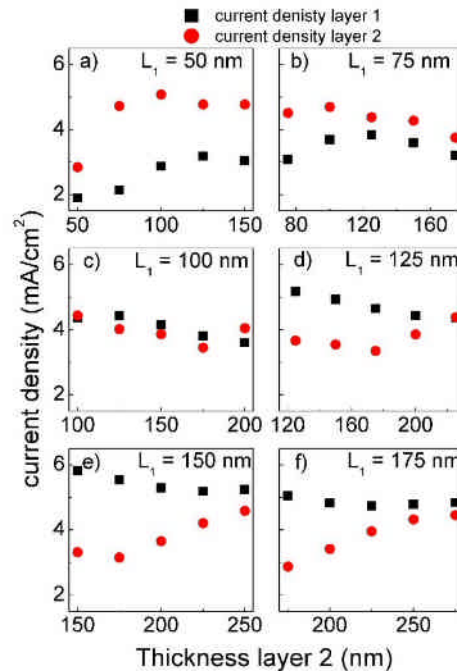 current denisty layer 1
current density layer 2
a) L1 = 50 nm
b) L1 = 75 nm
6
4
2
50 100 150
80 120 160
c) L1 = 100 nm
d) L1 = 125 nm
6
4
2
100 150 200
120 160 200
e) L1 = 150 nm
f) L1 = 175 nm
6
4
2
150 200 250
200 250
current density (mA/cm²)
Thickness layer 2 (nm)